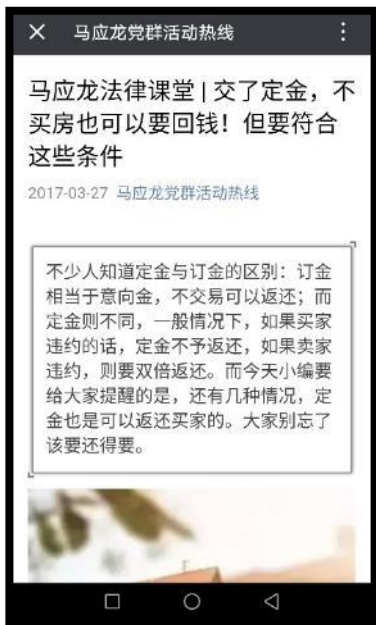 马应龙党群活动热线
马应龙法律课堂 | 交了定金，不
买房也可以要回钱！但要符合
这些条件
2017-03-27 马应龙党群活动热线
不少人知道定金与订金的区别：订金
相当于意向金，不交易可以返还；而
定金则不同，一般情况下，如果买家
违约的话，定金不予返还，如果卖家
违约，则要双倍返还。而今天小编要
给大家提醒的是，还有几种情况，定
金也是可以返还买家的。大家别忘了
该要还得要。